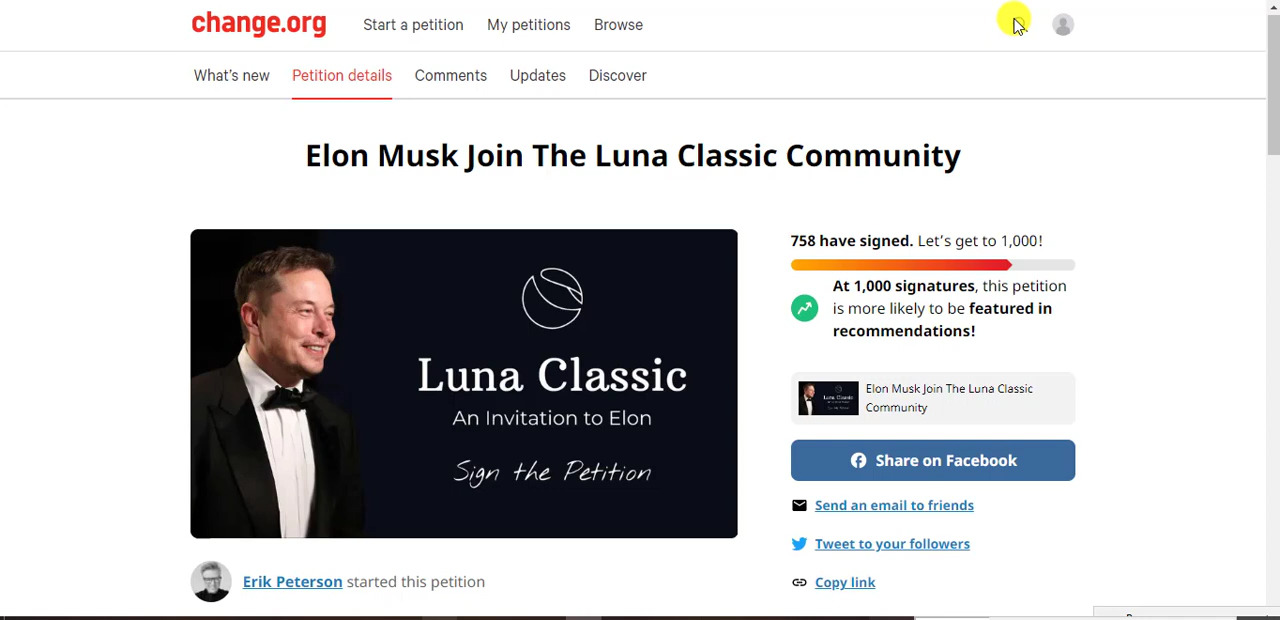 change.org
Start a petition
My petitions
Browse
What's new
Petition details
Comments
Updates
Discover
Elon Musk Join The Luna Classic Community
Luna Classic
An Invitation to Elon
Sign the Petition
758 have signed. Let's get to 1,000!
At 1,000 signatures, this petition
is more likely to be featured in
recommendations!
Luna Classic
Elon Musk Join The Luna Classic
Community
Share on Facebook
Send an email to friends
Tweet to your followers
Copy link
Erik Peterson started this petition